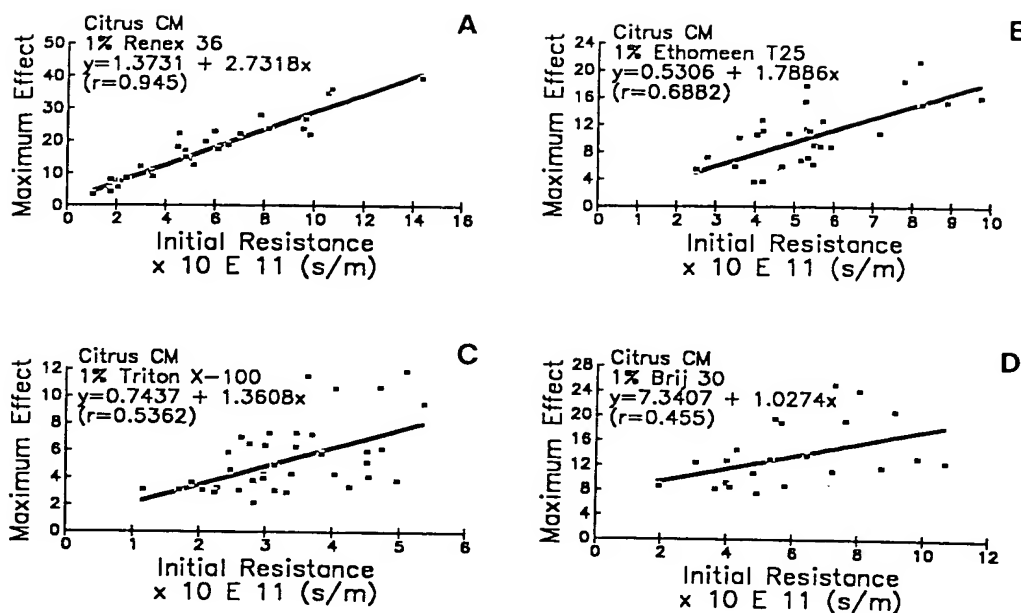 A
Citrus CM
1% Renex 36
y=1.3731 + 2.7318x
(r=0.945)
Maximum Effect
50
40
30
20
10
0
0 2 4 6 8 10 12 14 16
Initial Resistance
x 10 E 11 (s/m)
Citrus CM
1% Ethomeen T25
y=0.5306 + 1.7886x
(r=0.6882)
Maximum Effect
24
20
16
12
8
4
0
0 1 2 3 4 5 6 7 8 9 10
Initial Resistance
x 10 E 11 (s/m)
C
Citrus CM
1% Triton X-100
y=0.7437 + 1.3608x
(r=0.5362)
Maximum Effect
12
10
8
6
4
2
0
0 1 2 3 4 5 6
Initial Resistance
x 10 E 11 (s/m)
D
Citrus CM
1% Brij 30
y=7.3407 + 1.0274x
(r=0.455)
Maximum Effect
28
24
20
16
12
8
4
0
0 2 4 6 8 10 12
Initial Resistance
x 10 E 11 (s/m)